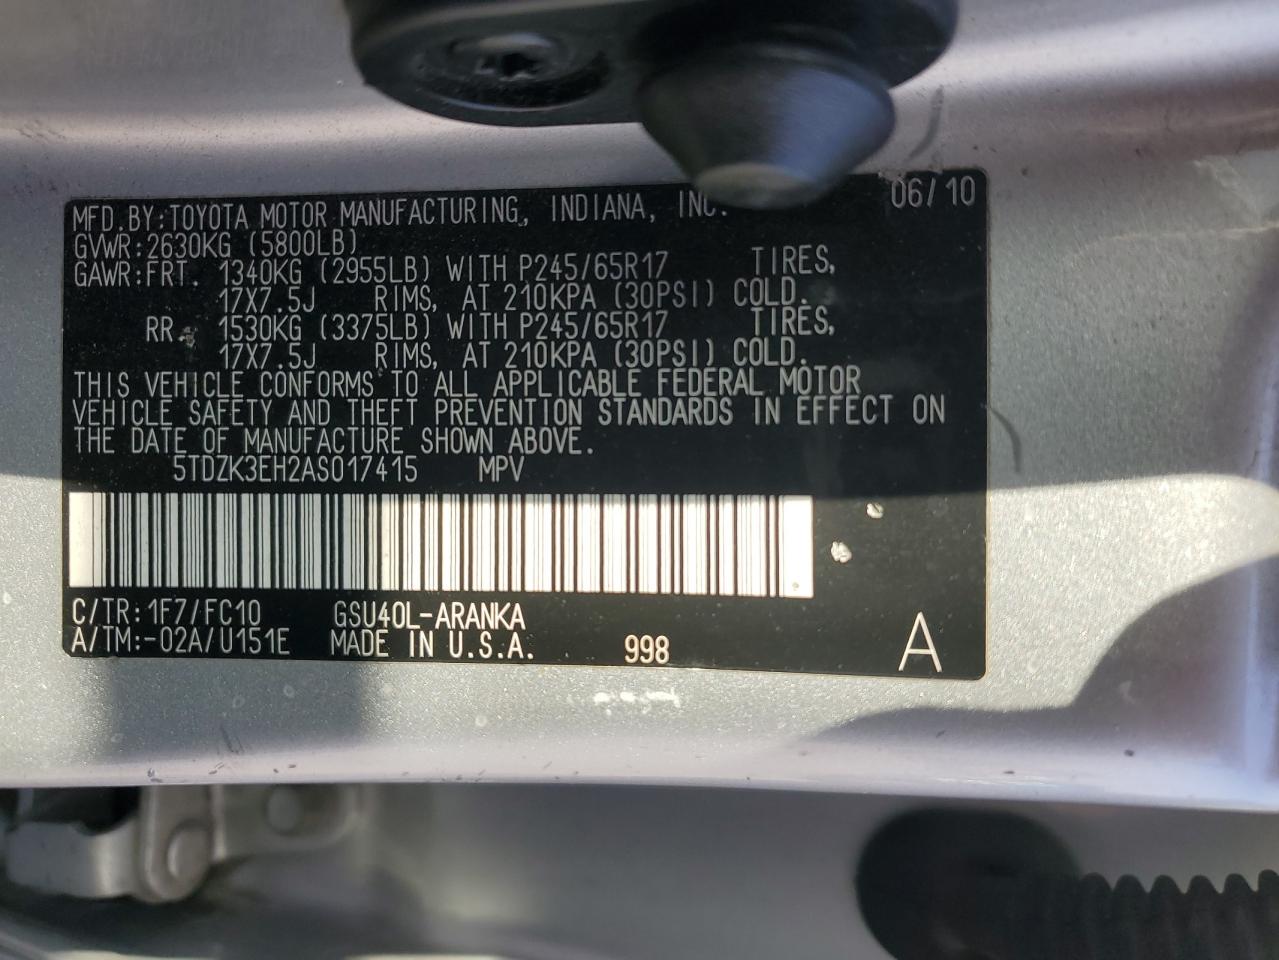 MFD.BY:TOYOTA MOTOR MANUFACTURING, INDIANA, INC. 06/10
GVWR:2630KG (5800LB)
GAWR:FRT. 1340KG (2955LB) WITH P245/65R17 TIRES,
17X7.5J RIMS, AT 210KPA (30PSI) COLD.
RR. 1530KG (3375LB) WITH P245/65R17 TIRES,
17X7.5J RIMS, AT 210KPA (30PSI) COLD.
THIS VEHICLE CONFORMS TO ALL APPLICABLE FEDERAL MOTOR
VEHICLE SAFETY AND THEFT PREVENTION STANDARDS IN EFFECT ON
THE DATE OF MANUFACTURE SHOWN ABOVE.
5TDZK3EH2AS017415 MPV
C/TR:1F7/FC10 GSU40L-ARANKA
A/TM:-02A/U151E MADE IN U.S.A. 998 A